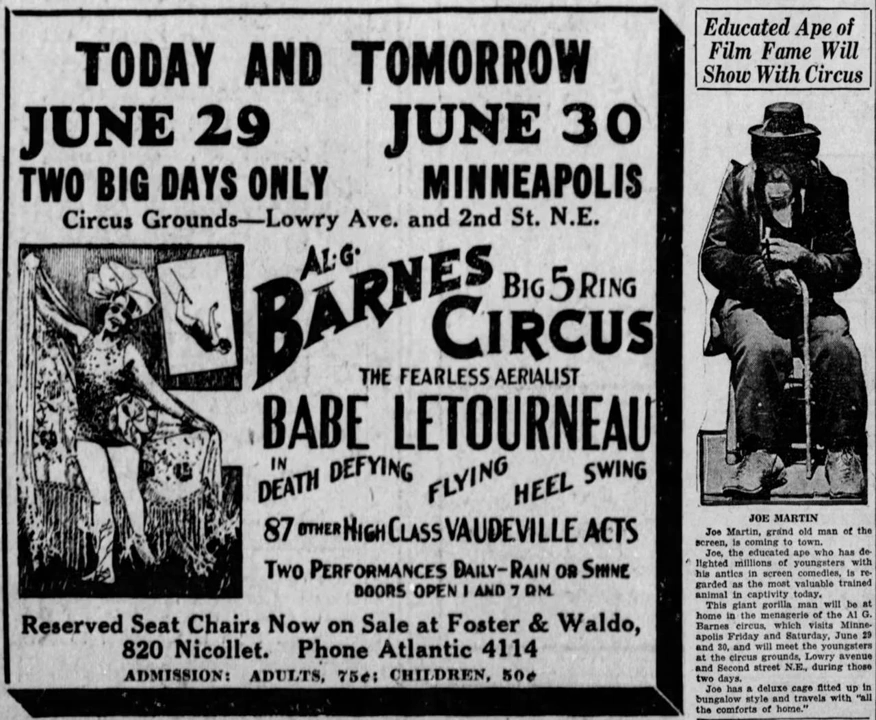 TODAY AND TOMORROW
JUNE 29 JUNE 30
TWO BIG DAYS ONLY MINNEAPOLIS
Circus Grounds—Lowry Ave. and 2nd St. N.E.
AL·G·
BARNES BIG 5 RING
CIRCUS
THE FEARLESS AERIALIST
BABE LETOURNEAU
IN
DEATH DEFYING FLYING HEEL SWING
87 OTHER HIGH CLASS VAUDEVILLE ACTS
TWO PERFORMANCES DAILY-RAIN OR SHINE
DOORS OPEN 1 AND 7 P.M.
Reserved Seat Chairs Now on Sale at Foster & Waldo,
820 Nicollet. Phone Atlantic 4114
ADMISSION: ADULTS, 75¢; CHILDREN, 50¢
Educated Ape of
Film Fame Will
Show With Circus
JOE MARTIN
Joe Martin, grand old man of the
screen, is coming to town.
Joe, the educated ape who has de-
lighted millions of youngsters with
his antics in screen comedies, is re-
garded as the most valuable trained
animal in captivity today.
This giant gorilla man will be at
home in the menagerie of the Al G.
Barnes circus, which visits Minne-
apolis Friday and Saturday, June 29
and 30, and will meet the youngsters
at the circus grounds, Lowry avenue
and Second street N.E., during those
two days.
Joe has a deluxe cage fitted up in
bungalow style and travels with "all
the comforts of home."